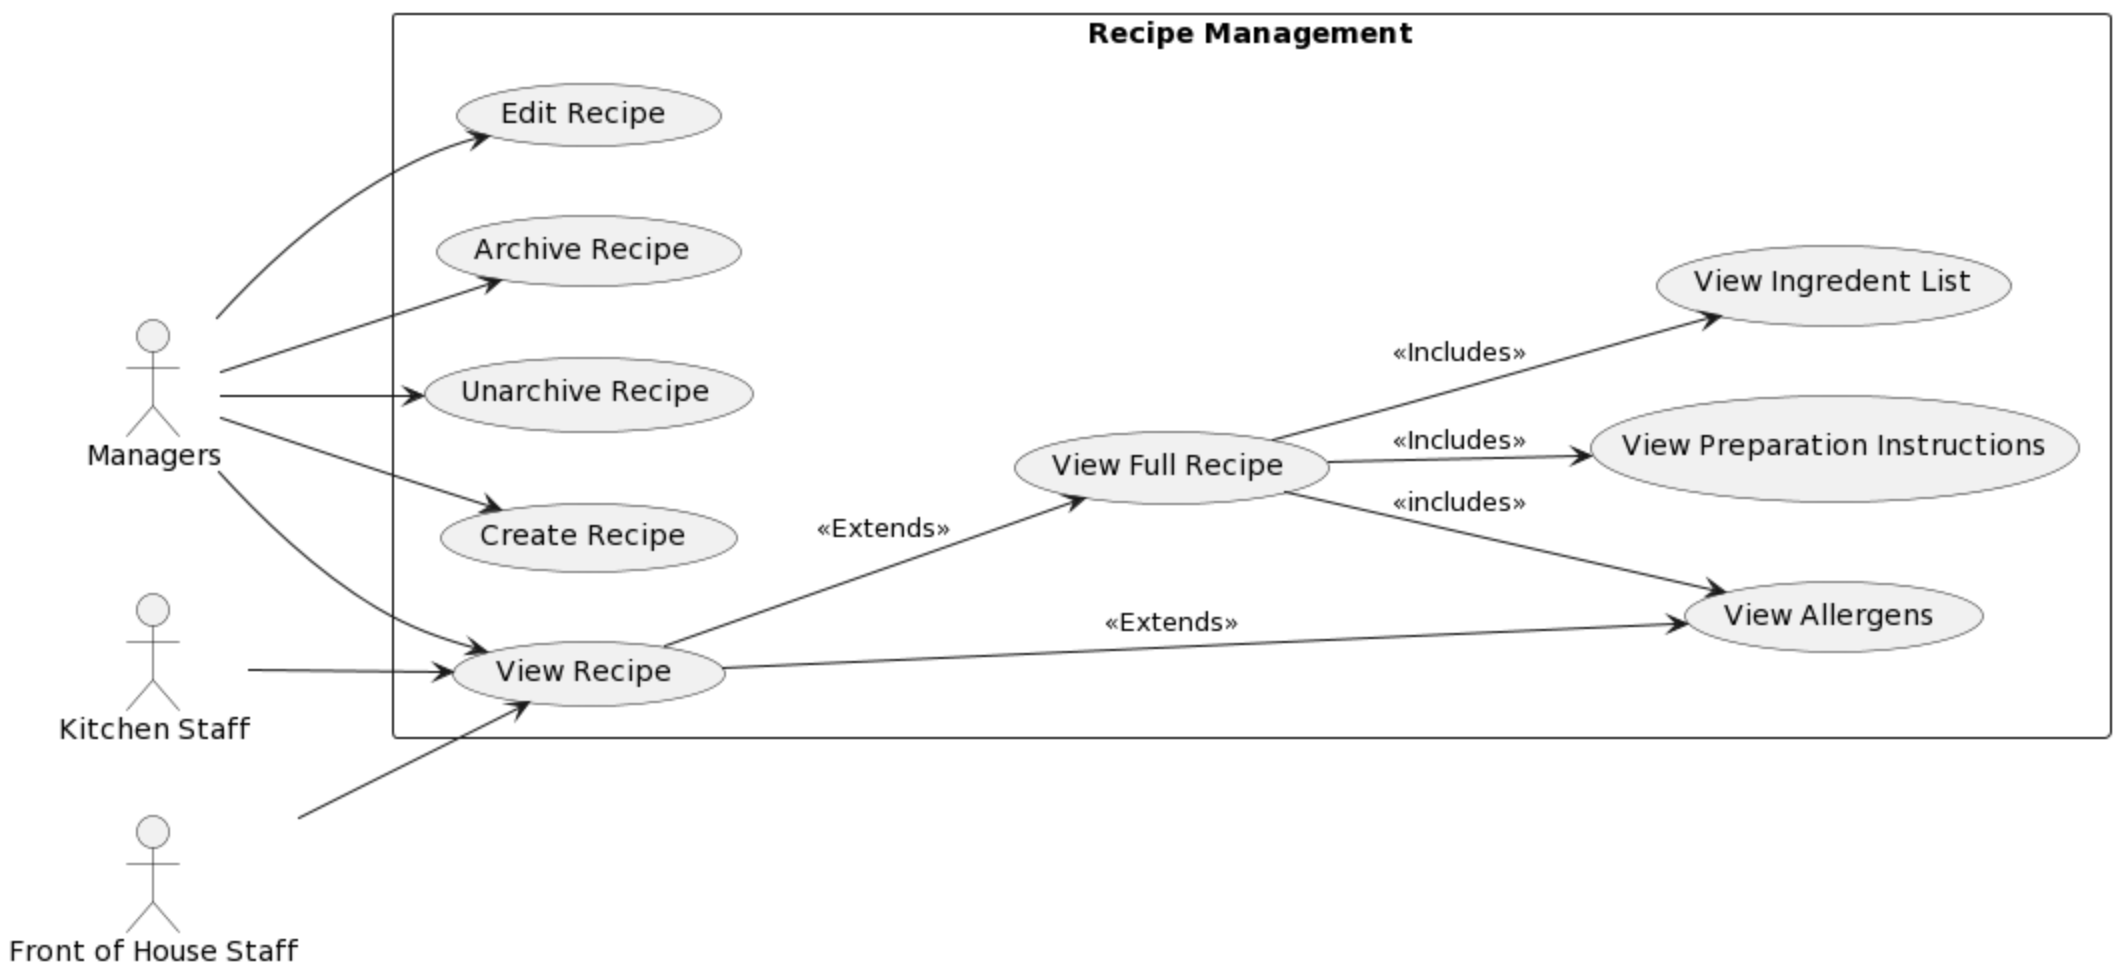 Recipe Management
Edit Recipe
Archive Recipe
Unarchive Recipe
Create Recipe
View Recipe
Managers
Kitchen Staff
Front of House Staff
«Extends»
«Extends»
View Full Recipe
«Includes»
«Includes»
«includes»
View Ingredent List
View Preparation Instructions
View Allergens